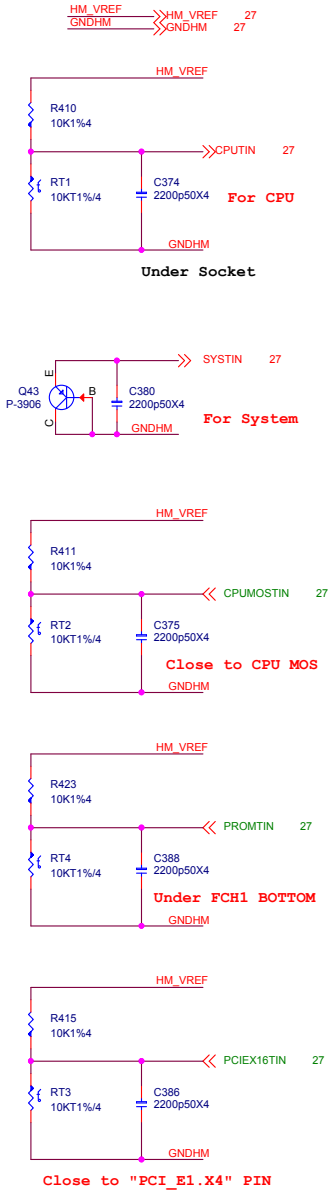 HM_VREF HM_VREF 27
GNDHM GNDHM 27
HM_VREF
R410
10K1%4
CPUTIN 27
RT1
10KT1%/4
C374
2200p50X4
For CPU
GNDHM
Under Socket
SYSTIN 27
E
Q43
P-3906
B
C
C380
2200p50X4
For System
GNDHM
HM_VREF
R411
10K1%4
CPUMOSTIN 27
RT2
10KT1%/4
C375
2200p50X4
Close to CPU MOS
GNDHM
HM_VREF
R423
10K1%4
PROMTIN 27
RT4
10KT1%/4
C388
2200p50X4
Under FCH1 BOTTOM
GNDHM
HM_VREF
R415
10K1%4
PCIEX16TIN 27
RT3
10KT1%/4
C386
2200p50X4
GNDHM
Close to "PCI_E1.X4" PIN